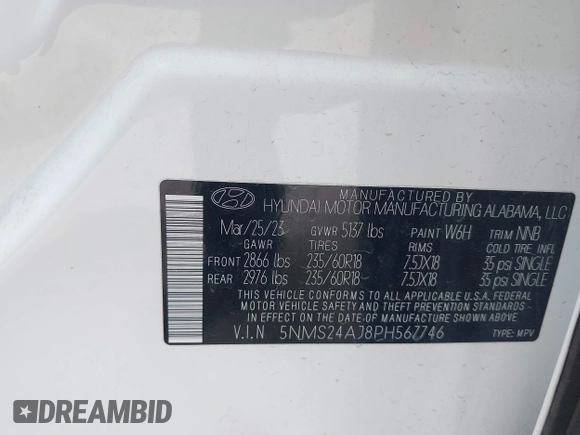 MANUFACTURED BY
HYUNDAI MOTOR MANUFACTURING ALABAMA, LLC
Mar/25/23 GVWR 5137 lbs PAINT W6H TRIM NNB
GAWR TIRES RIMS COLD TIRE INFL
FRONT 2866 lbs 235/60R18 7.5JX18 35 psi SINGLE
REAR 2976 lbs 235/60R18 7.5JX18 35 psi SINGLE
THIS VEHICLE CONFORMS TO ALL APPLICABLE U.S.A. FEDERAL
MOTOR VEHICLE SAFETY AND THEFT PREVENTION STANDARDS
IN EFFECT ON THE DATE OF MANUFACTURE SHOWN ABOVE.
V.I.N 5NMS24AJ8PH567746 TYPE: MPV
DREAMBID